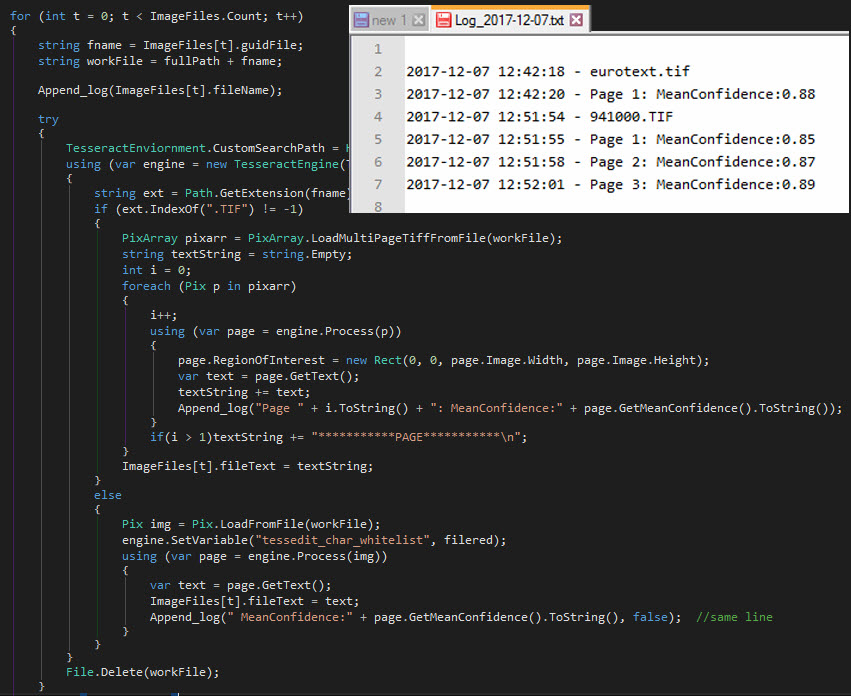 for (int t = 0; t < ImageFiles.Count; t++)
{
string fname = ImageFiles[t].guidFile;
string workFile = fullPath + fname;
Append_log(ImageFiles[t].fileName);
try
{
TesseractEnviornment.CustomSearchPath =
using (var engine = new TesseractEngine(
{
string ext = Path.GetExtension(fname)
if (ext.IndexOf(".TIF") != -1)
{
PixArray pixarr = PixArray.LoadMultiPageTiffFromFile(workFile);
string textString = string.Empty;
int i = 0;
foreach (Pix p in pixarr)
{
i++;
using (var page = engine.Process(p))
{
page.RegionOfInterest = new Rect(0, 0, page.Image.Width, page.Image.Height);
var text = page.GetText();
textString += text;
Append_log("Page " + i.ToString() + ": MeanConfidence:" + page.GetMeanConfidence().ToString());
}
if(i > 1)textString += "***********PAGE***********\n";
}
ImageFiles[t].fileText = textString;
}
else
{
Pix img = Pix.LoadFromFile(workFile);
engine.SetVariable("tessedit_char_whitelist", filered);
using (var page = engine.Process(img))
{
var text = page.GetText();
ImageFiles[t].fileText = text;
Append_log(" MeanConfidence:" + page.GetMeanConfidence().ToString(), false); //same line
}
}
}
File.Delete(workFile);
}
new 1 Log_2017-12-07.txt
1
2 2017-12-07 12:42:18 - eurotext.tif
3 2017-12-07 12:42:20 - Page 1: MeanConfidence:0.88
4 2017-12-07 12:51:54 - 941000.TIF
5 2017-12-07 12:51:55 - Page 1: MeanConfidence:0.85
6 2017-12-07 12:51:58 - Page 2: MeanConfidence:0.87
7 2017-12-07 12:52:01 - Page 3: MeanConfidence:0.89
8